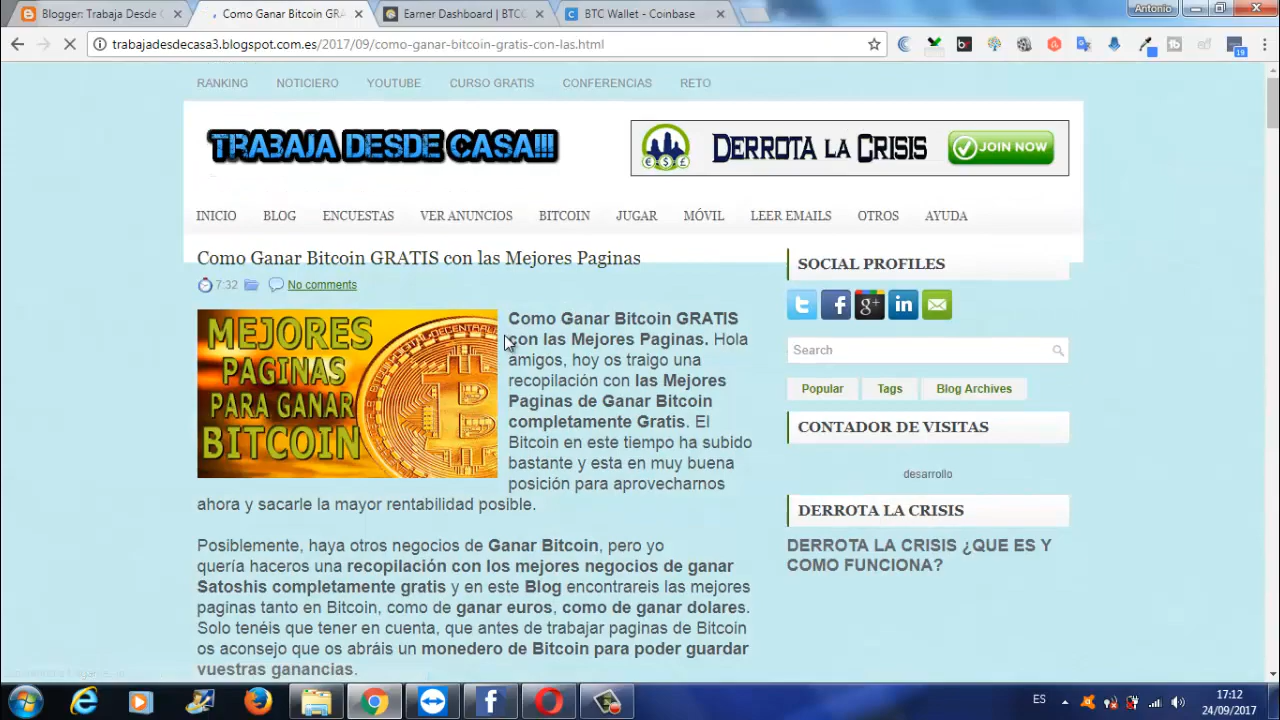 Blogger: Trabaja Desde C
Como Ganar Bitcoin GRA
Earner Dashboard | BTCC
BTC Wallet - Coinbase
Antonio
trabajadesdecasa3.blogspot.com.es/2017/09/como-ganar-bitcoin-gratis-con-las.html
19
RANKING NOTICIERO YOUTUBE CURSO GRATIS CONFERENCIAS RETO
TRABAJA DESDE CASA!!!
DERROTA LA CRISIS
JOIN NOW
INICIO BLOG ENCUESTAS VER ANUNCIOS BITCOIN JUGAR MÓVIL LEER EMAILS OTROS AYUDA
Como Ganar Bitcoin GRATIS con las Mejores Paginas
7:32 No comments
MEJORES
PAGINAS
PARA GANAR
BITCOIN
Como Ganar Bitcoin GRATIS
con las Mejores Paginas. Hola
amigos, hoy os traigo una
recopilación con las Mejores
Paginas de Ganar Bitcoin
completamente Gratis. El
Bitcoin en este tiempo ha subido
bastante y esta en muy buena
posición para aprovecharnos
ahora y sacarle la mayor rentabilidad posible.
Posiblemente, haya otros negocios de Ganar Bitcoin, pero yo
quería haceros una recopilación con los mejores negocios de ganar
Satoshis completamente gratis y en este Blog encontrareis las mejores
paginas tanto en Bitcoin, como de ganar euros, como de ganar dolares.
Solo tenéis que tener en cuenta, que antes de trabajar paginas de Bitcoin
os aconsejo que os abráis un monedero de Bitcoin para poder guardar
vuestras ganancias.
SOCIAL PROFILES
Search
Popular Tags Blog Archives
CONTADOR DE VISITAS
desarrollo
DERROTA LA CRISIS
DERROTA LA CRISIS ¿QUE ES Y
COMO FUNCIONA?
ES
17:12
24/09/2017